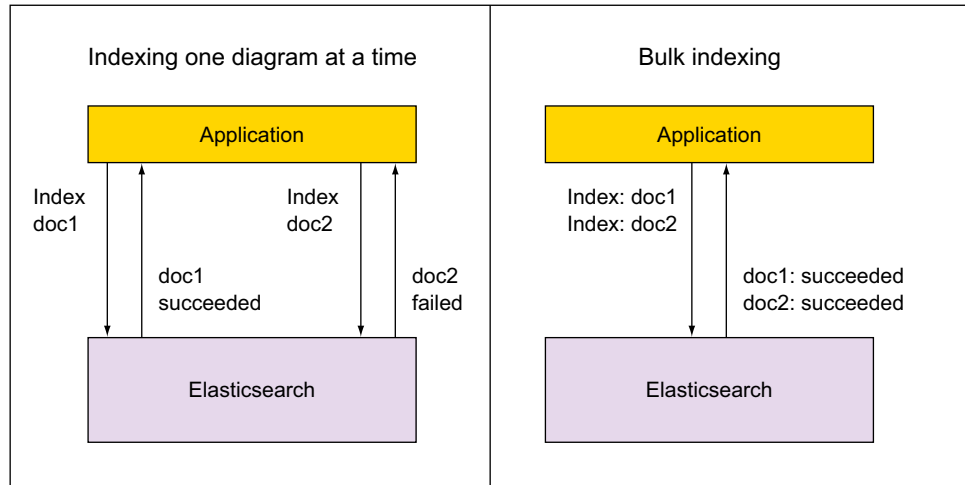 Indexing one diagram at a time
Application
Index
doc1
doc1
succeeded
Index
doc2
doc2
failed
Elasticsearch
Bulk indexing
Application
Index: doc1
Index: doc2
doc1: succeeded
doc2: succeeded
Elasticsearch